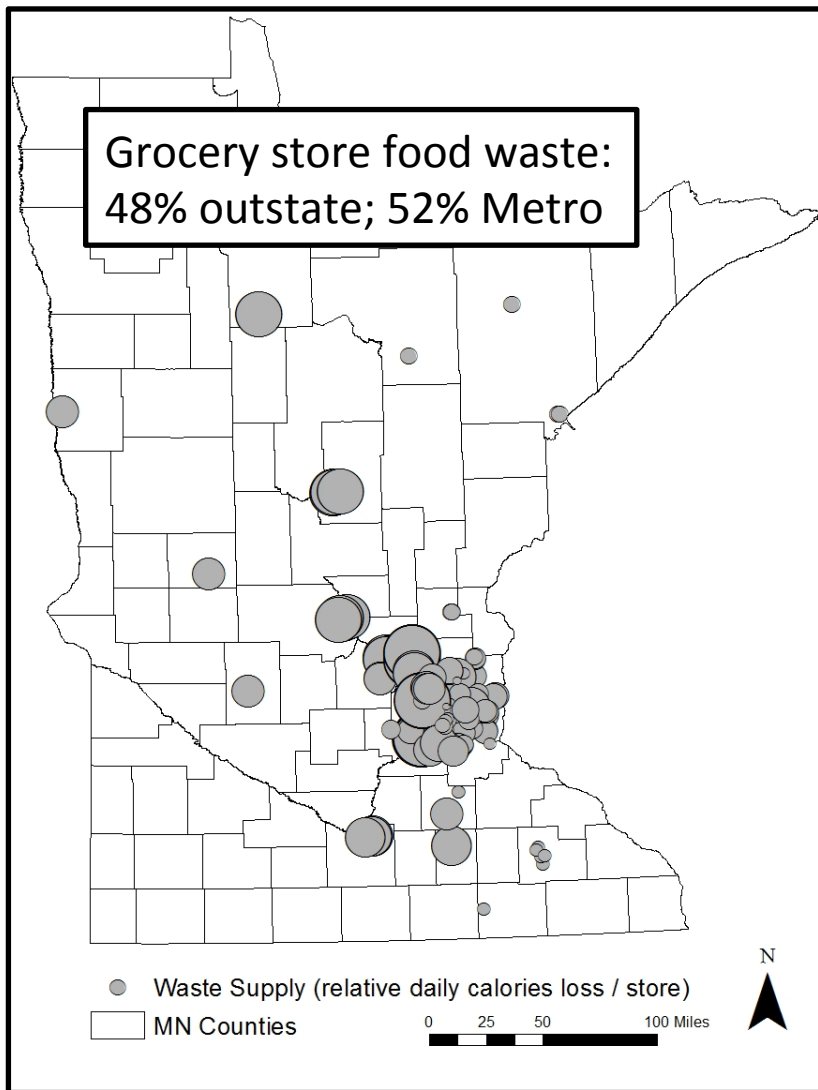 Grocery store food waste:
48% outstate; 52% Metro
Waste Supply (relative daily calories loss / store)
MN Counties
0 25 50 100 Miles
N